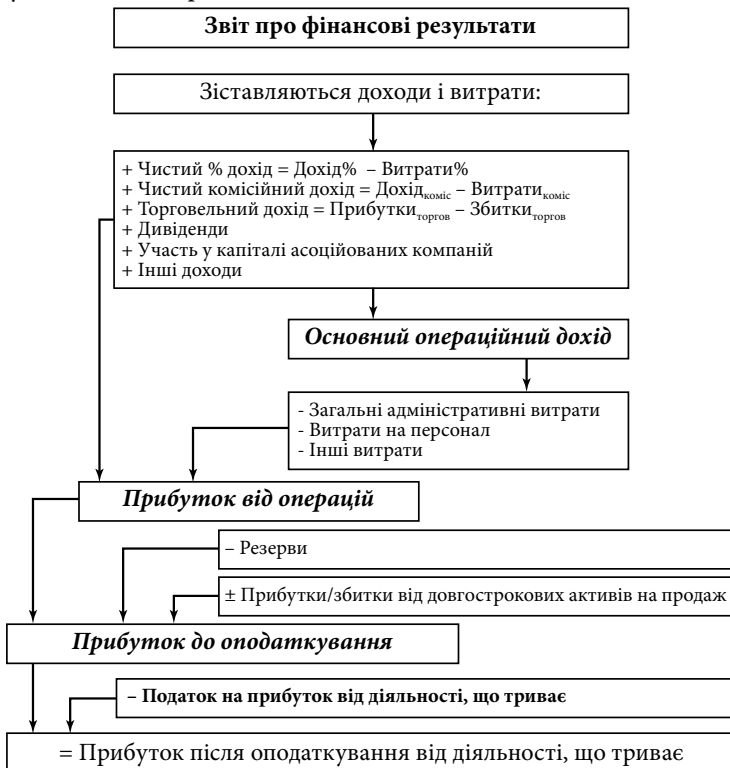 Звіт про фінансові результати
Зіставляються доходи і витрати:
+ Чистий % дохід = Дохід% – Витрати%
+ Чистий комісійний дохід = Дохідкоміс – Витратикоміс
+ Торговельний дохід = Прибуткиторгов – Збиткиторгов
+ Дивіденди
+ Участь у капіталі асоційованих компаній
+ Інші доходи
Основний операційний дохід
- Загальні адміністративні витрати
- Витрати на персонал
- Інші витрати
Прибуток від операцій
– Резерви
± Прибутки/збитки від довгострокових активів на продаж
Прибуток до оподаткування
– Податок на прибуток від діяльності, що триває
= Прибуток після оподаткування від діяльності, що триває